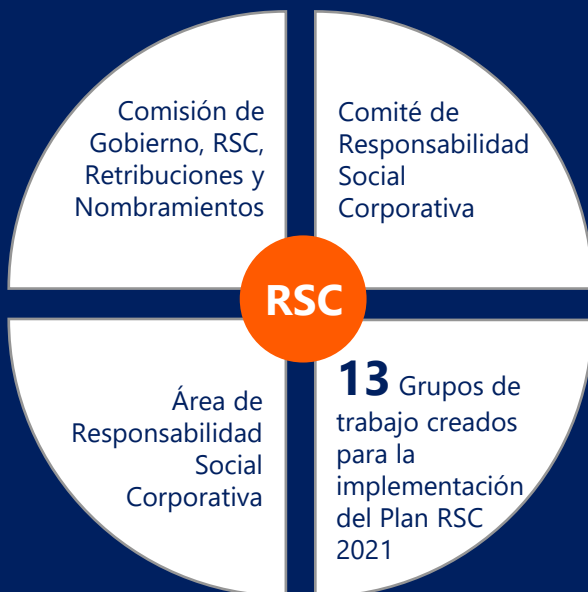 Comisión de
Gobierno, RSC,
Retribuciones y
Nombramientos
Comité de
Responsabilidad
Social
Corporativa
RSC
Área de
Responsabilidad
Social
Corporativa
13 Grupos de
trabajo creados
para la
implementación
del Plan RSC
2021